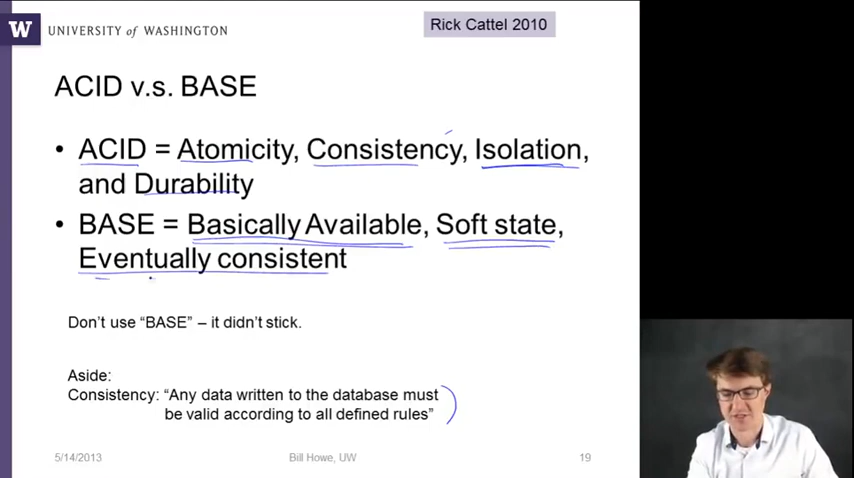 W UNIVERSITY of WASHINGTON
Rick Cattel 2010
ACID v.s. BASE
• ACID = Atomicity, Consistency, Isolation,
and Durability
• BASE = Basically Available, Soft state,
Eventually consistent
Don't use “BASE” – it didn't stick.
Aside:
Consistency: “Any data written to the database must
be valid according to all defined rules”
5/14/2013
Bill Howe, UW
19